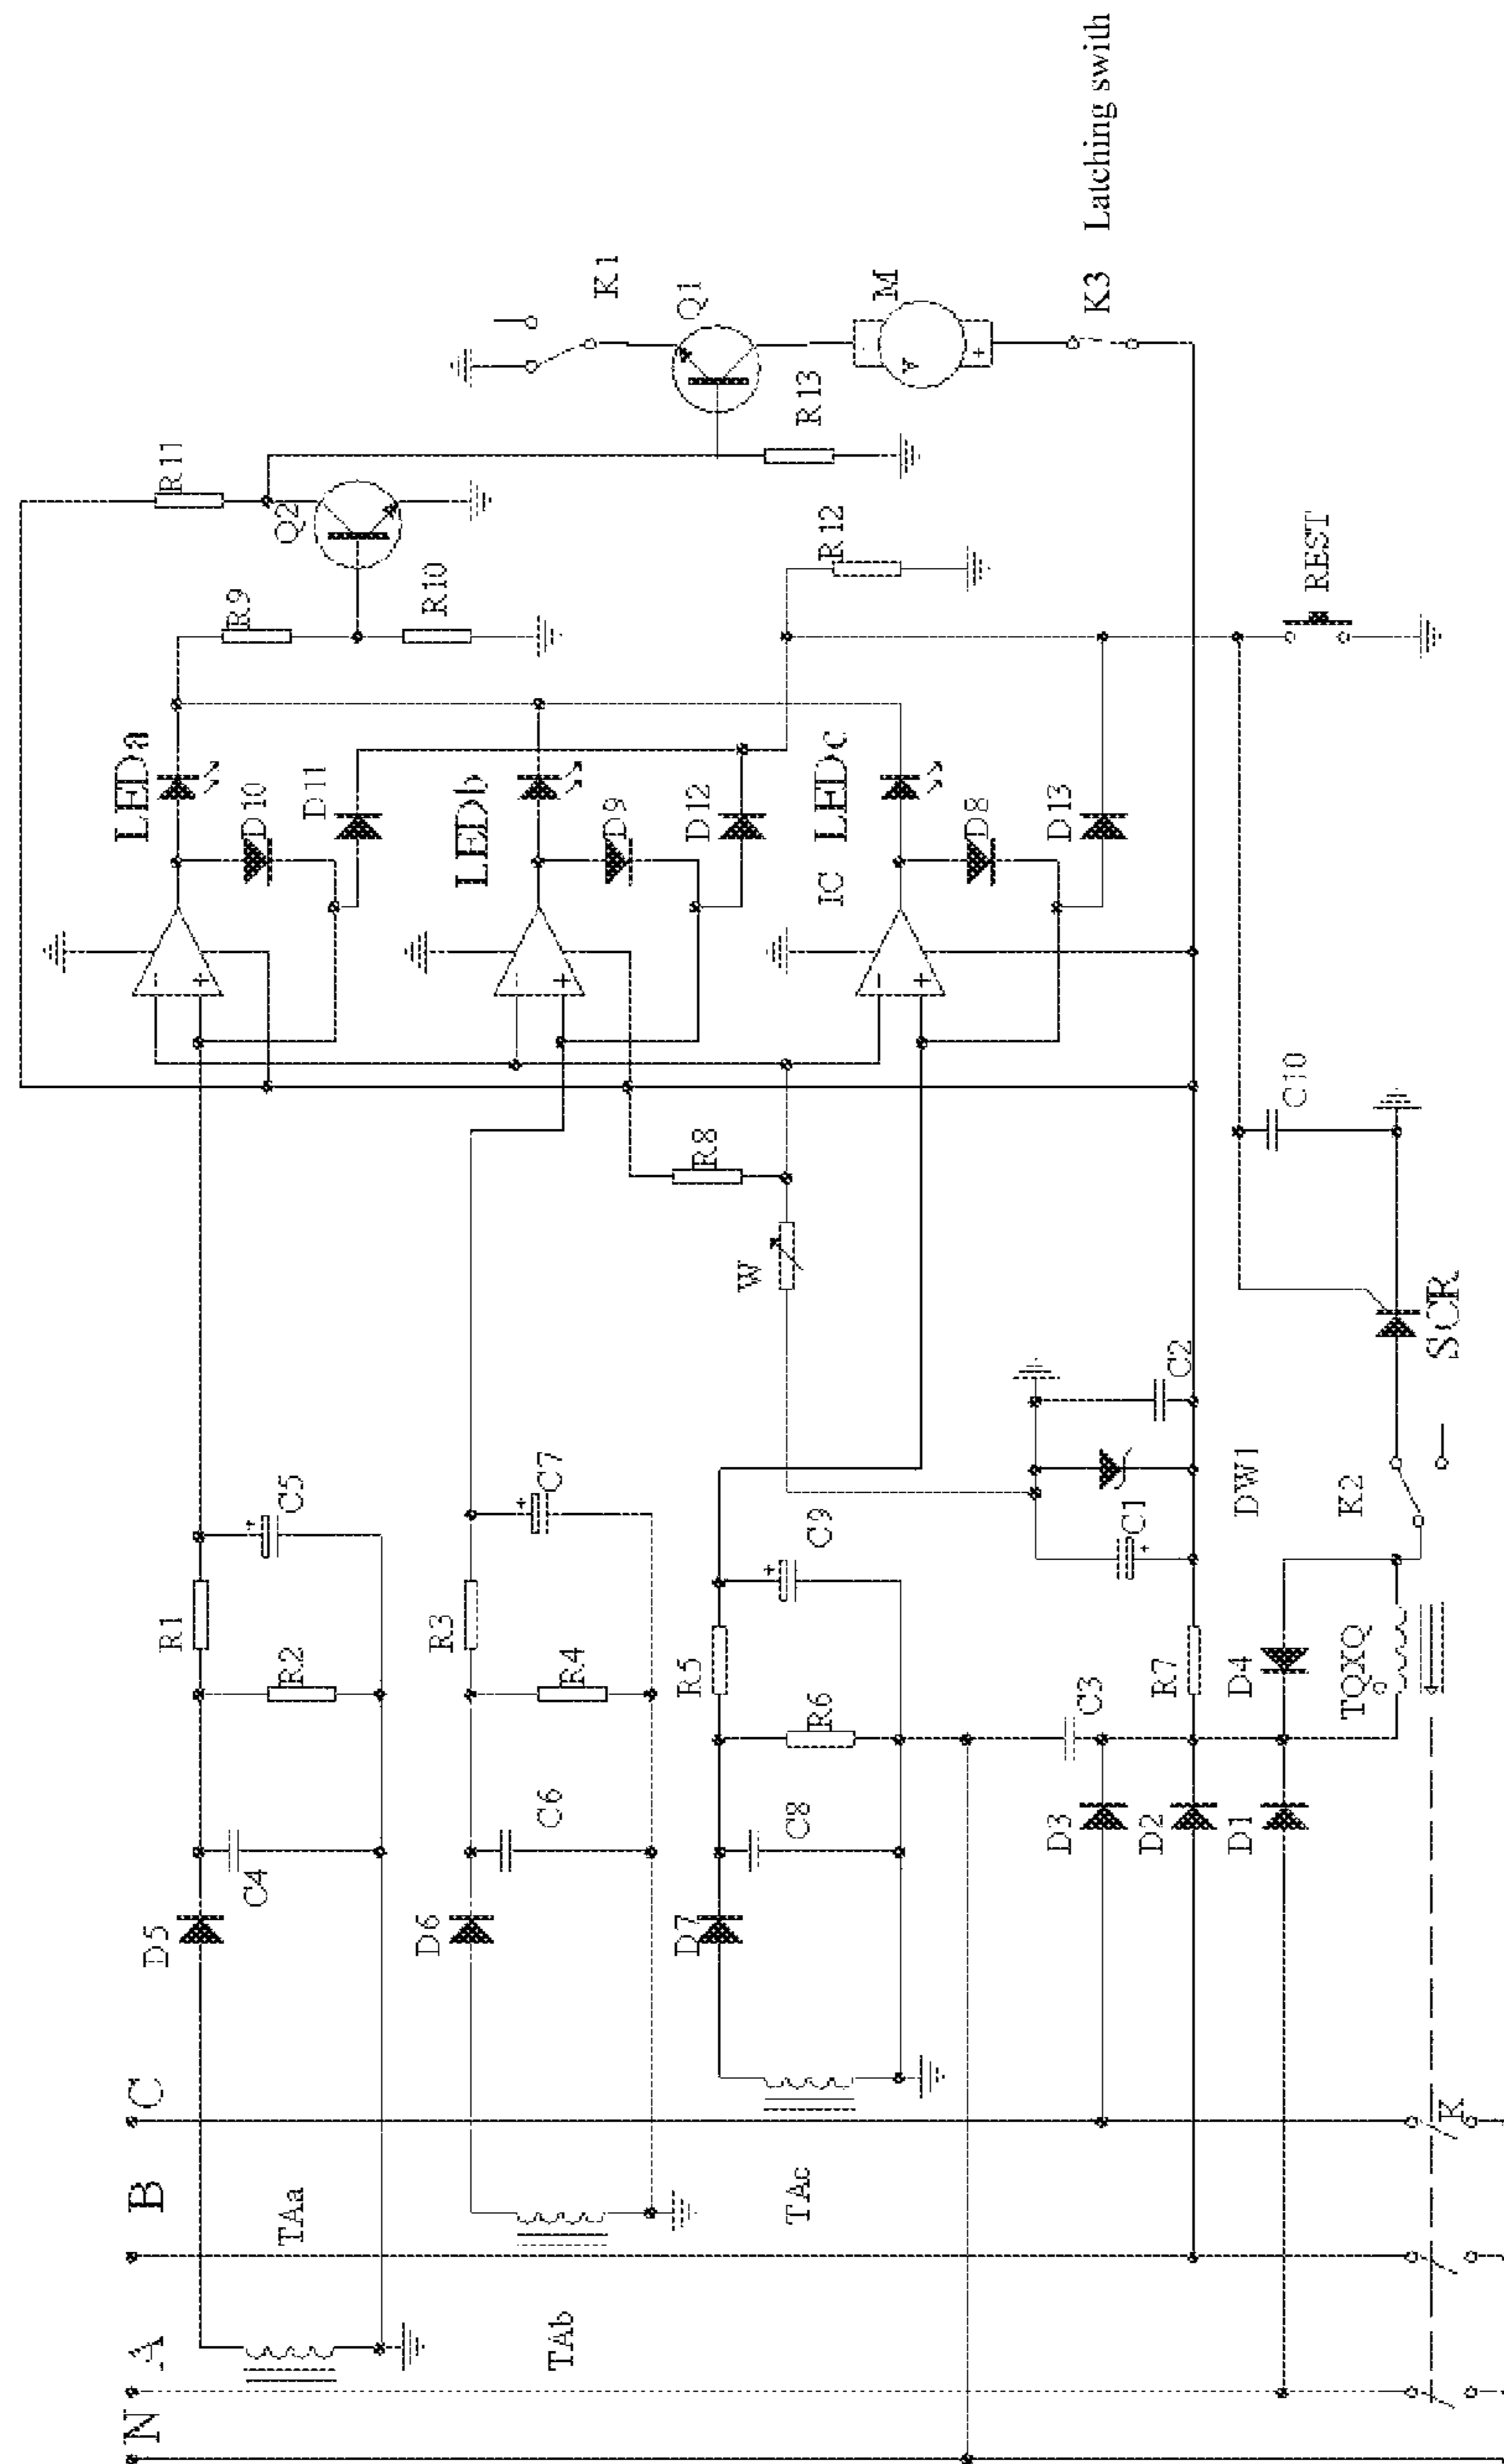 N
A
B
C
TAa
TAb
TAc
D5
C4
R2
R1
C5
D6
C6
R4
R3
C7
D7
C8
R6
R5
C9
C3
D3
D2
D1
R7
D4
TQXQ
K
C1
DW1
C2
K2
SCR
C10
W
R8
-
+
-
+
-
+
IC
LEDa
D10
D11
LEDb
D9
D12
LEDc
D8
D13
R9
R10
R11
Q2
R12
R13
REST
K1
Q1
M
A
-
+
K3 Latching swith
+
+
+
+